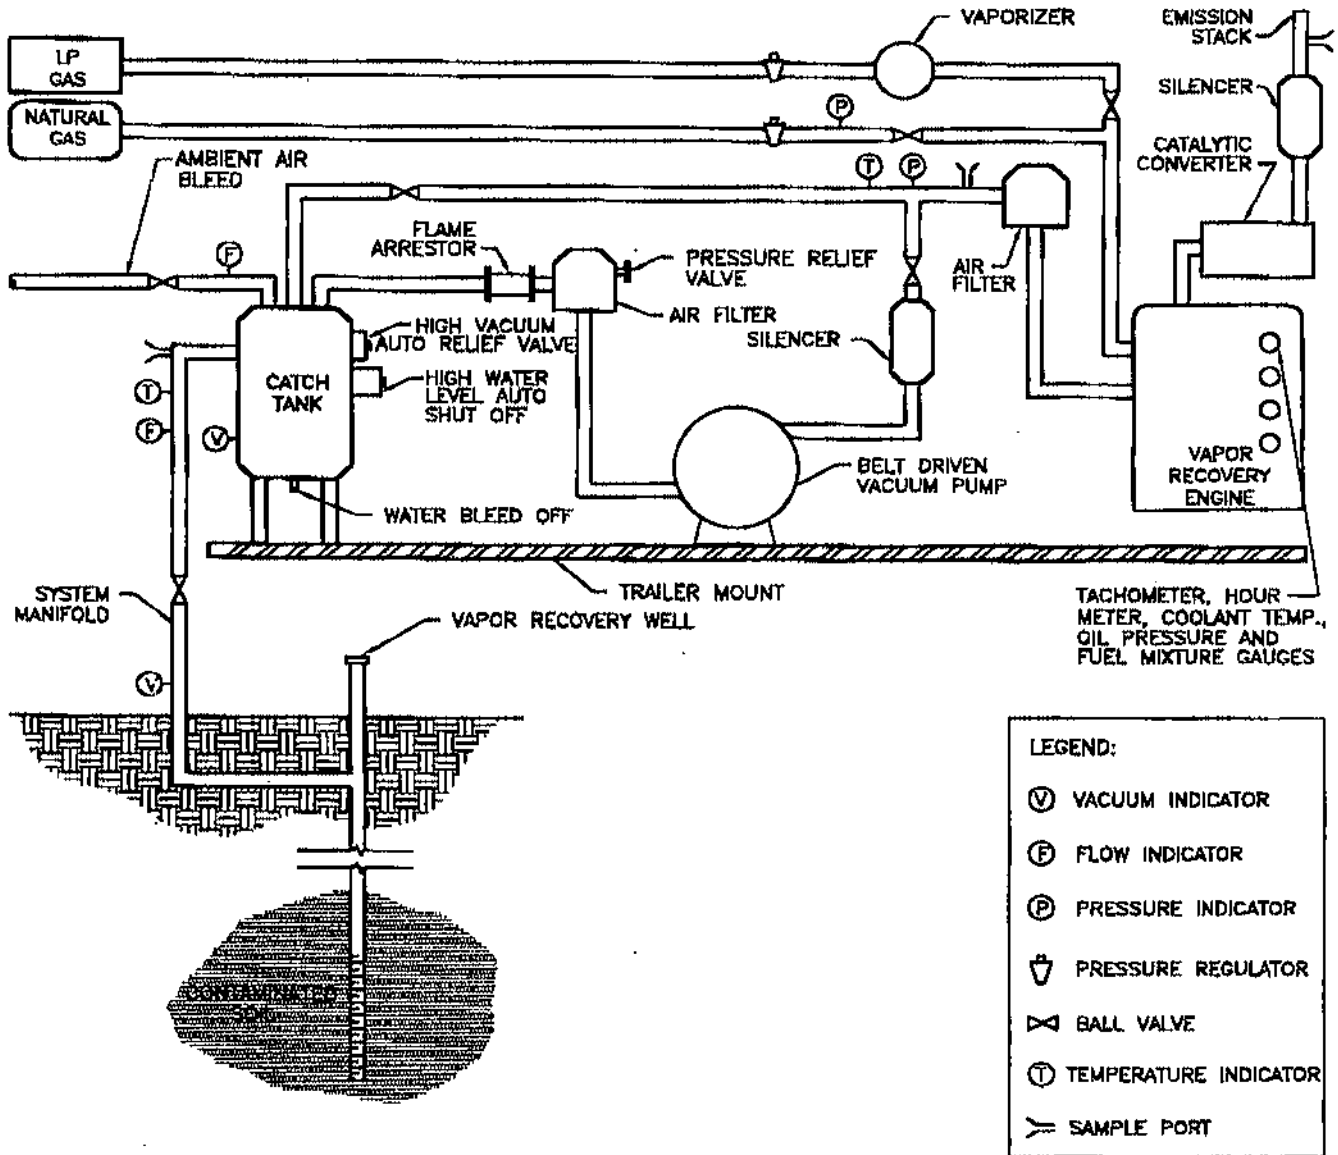 VAPORIZER
EMISSION
STACK
LP
GAS
SILENCER
NATURAL
GAS
P
CATALYTIC
CONVERTER
AMBIENT AIR
BLEED
T
P
FLAME
ARRESTOR
F
PRESSURE RELIEF
VALVE
AIR
FILTER
AIR FILTER
HIGH VACUUM
AUTO RELIEF VALVE
SILENCER
CATCH
TANK
HIGH WATER
LEVEL AUTO
SHUT OFF
T
F
V
VAPOR
RECOVERY
ENGINE
BELT DRIVEN
VACUUM PUMP
WATER BLEED OFF
SYSTEM
MANIFOLD
TRAILER MOUNT
TACHOMETER, HOUR
METER, COOLANT TEMP.,
OIL PRESSURE AND
FUEL MIXTURE GAUGES
VAPOR RECOVERY WELL
V
LEGEND:
V VACUUM INDICATOR
F FLOW INDICATOR
P PRESSURE INDICATOR
PRESSURE REGULATOR
BALL VALVE
T TEMPERATURE INDICATOR
SAMPLE PORT
CONTAMINATED
SOIL